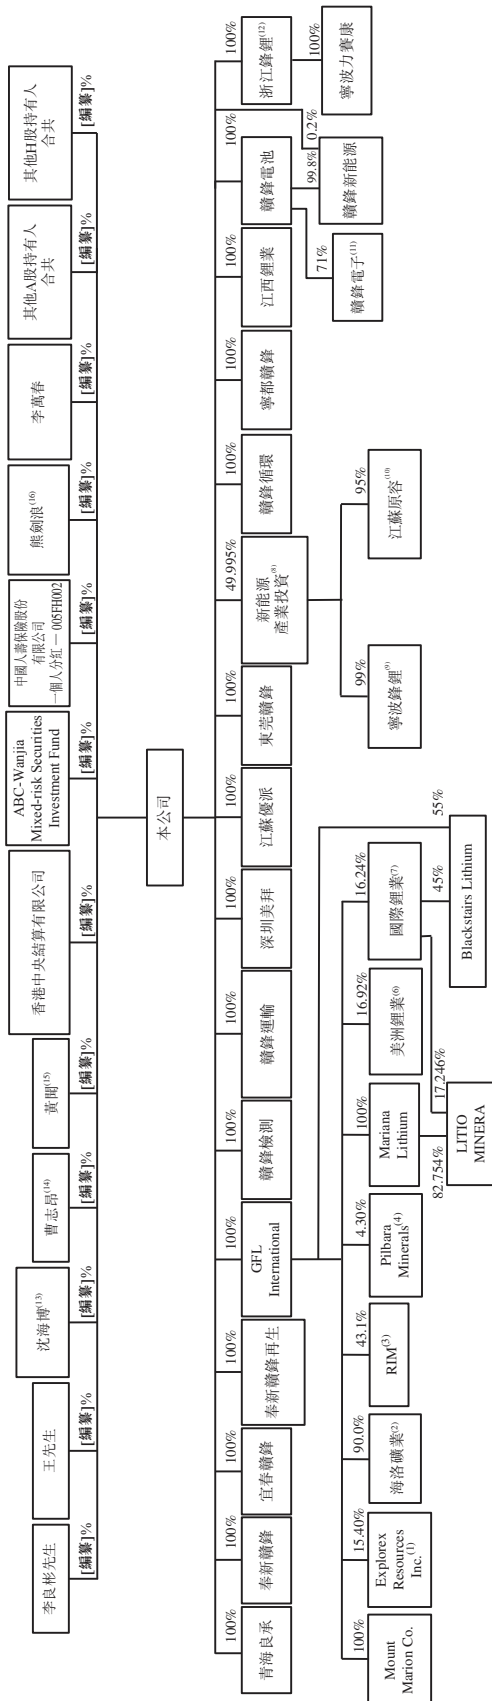 李良彬先生
王先生
沈海博(13)
曹志昂(14)
黃聞(15)
香港中央結算有限公司
ABC-Wanjia
Mixed-risk Securities
Investment Fund
中國人壽保險股份
有限公司
—個人分紅 — 005FH002
熊劍浪(16)
李萬春
其他A股持有人
合共
其他H股持有人
合共
[編纂]%
[編纂]%
[編纂]%
[編纂]%
[編纂]%
[編纂]%
[編纂]%
[編纂]%
[編纂]%
[編纂]%
[編纂]%
[編纂]%
本公司
100%
100%
100%
100%
100%
100%
100%
100%
100%
100%
49.995%
100%
100%
100%
100%
100%
青海良承
奉新贛鋒
宜春贛鋒
奉新贛鋒再生
GFL
International
贛鋒檢測
贛鋒運輸
深圳美拜
江蘇優派
東莞贛鋒
新能源
產業投資(8)
贛鋒循環
寧都贛鋒
江西鋰業
贛鋒電池
浙江鋒鋰(12)
100%
15.40%
90.0%
43.1%
4.30%
100%
16.92%
16.24%
55%
99%
95%
71%
99.8%
0.2%
100%
Mount
Marion Co.
Explorex
Resources
Inc.(1)
海洛礦業(2)
RIM(3)
Pilbara
Minerals(4)
Mariana
Lithium
美洲鋰業(6)
國際鋰業(7)
寧波鋒鋰(9)
江蘇原容(10)
贛鋒電子(11)
贛鋒新能源
寧波力賽康
82.754%
17.246%
45%
LITIO
MINERA
Blackstairs Lithium